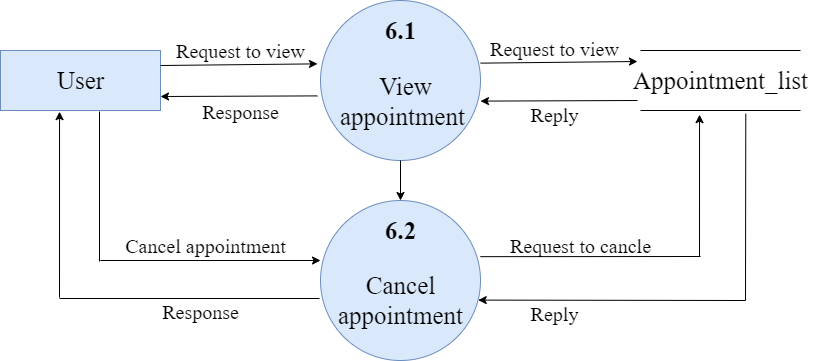 6.1
Request to view
Request to view
User
View
appointment
Appointment_list
Response
Reply
6.2
Cancel appointment
Request to cancle
Cancel
appointment
Response
Reply